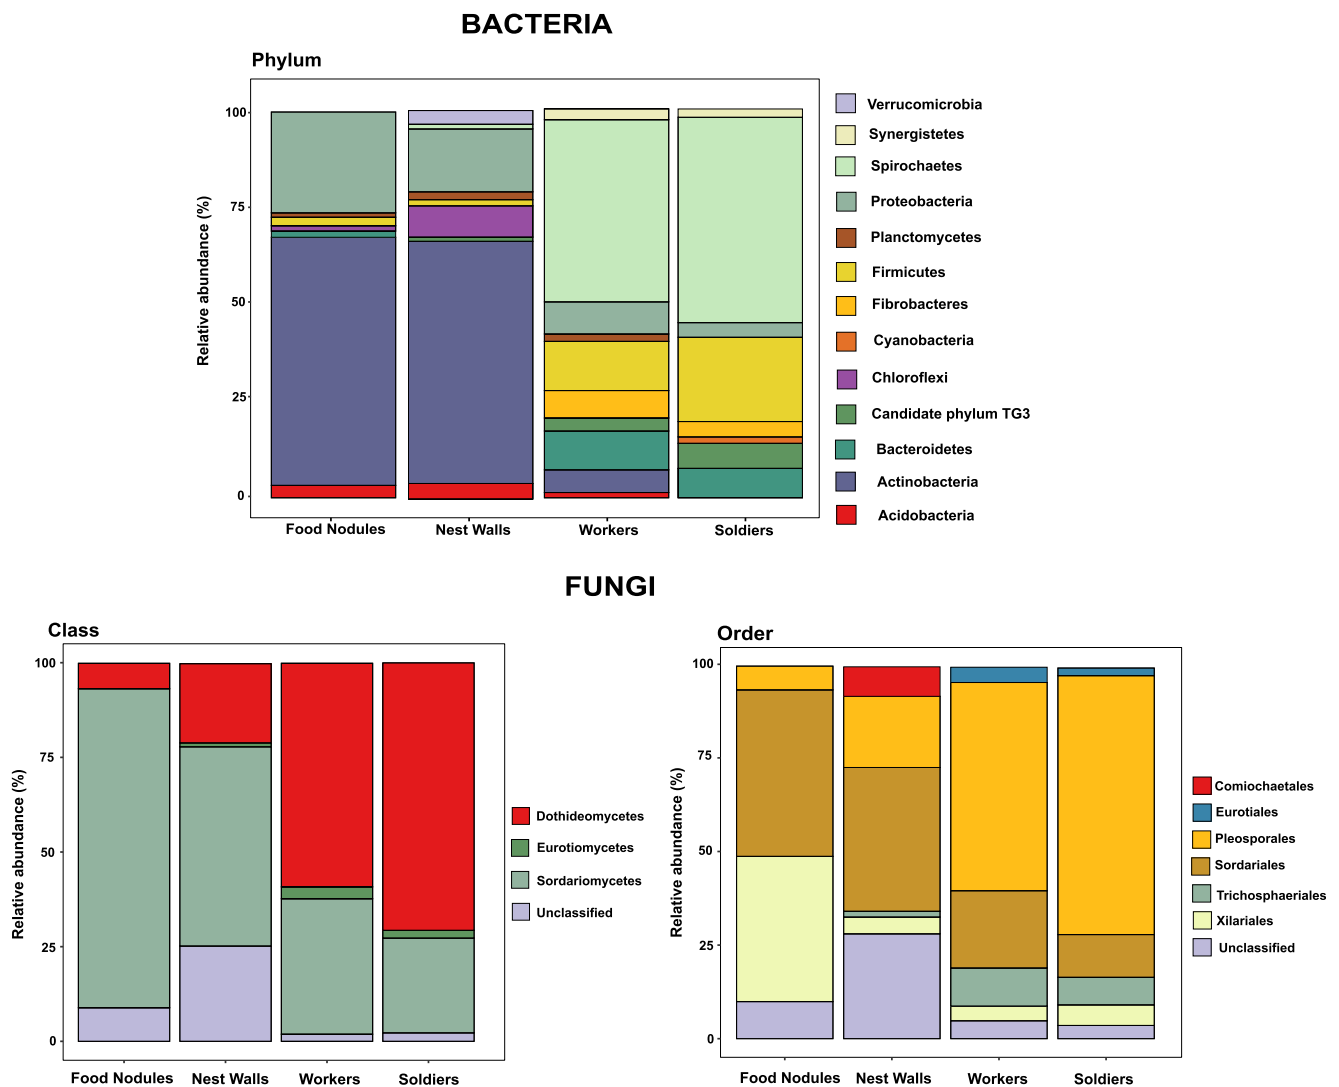 BACTERIA
Phylum
Relative abundance (%)
100
75
50
25
0
Food Nodules
Nest Walls
Workers
Soldiers
Verrucomicrobia
Synergistetes
Spirochaetes
Proteobacteria
Planctomycetes
Firmicutes
Fibrobacteres
Cyanobacteria
Chloroflexi
Candidate phylum TG3
Bacteroidetes
Actinobacteria
Acidobacteria
FUNGI
Class
Relative abundance (%)
100
75
50
25
0
Food Nodules
Nest Walls
Workers
Soldiers
Dothideomycetes
Eurotiomycetes
Sordariomycetes
Unclassified
Order
Relative abundance (%)
100
75
50
25
0
Food Nodules
Nest Walls
Workers
Soldiers
Comiochaetales
Eurotiales
Pleosporales
Sordariales
Trichosphaeriales
Xilariales
Unclassified